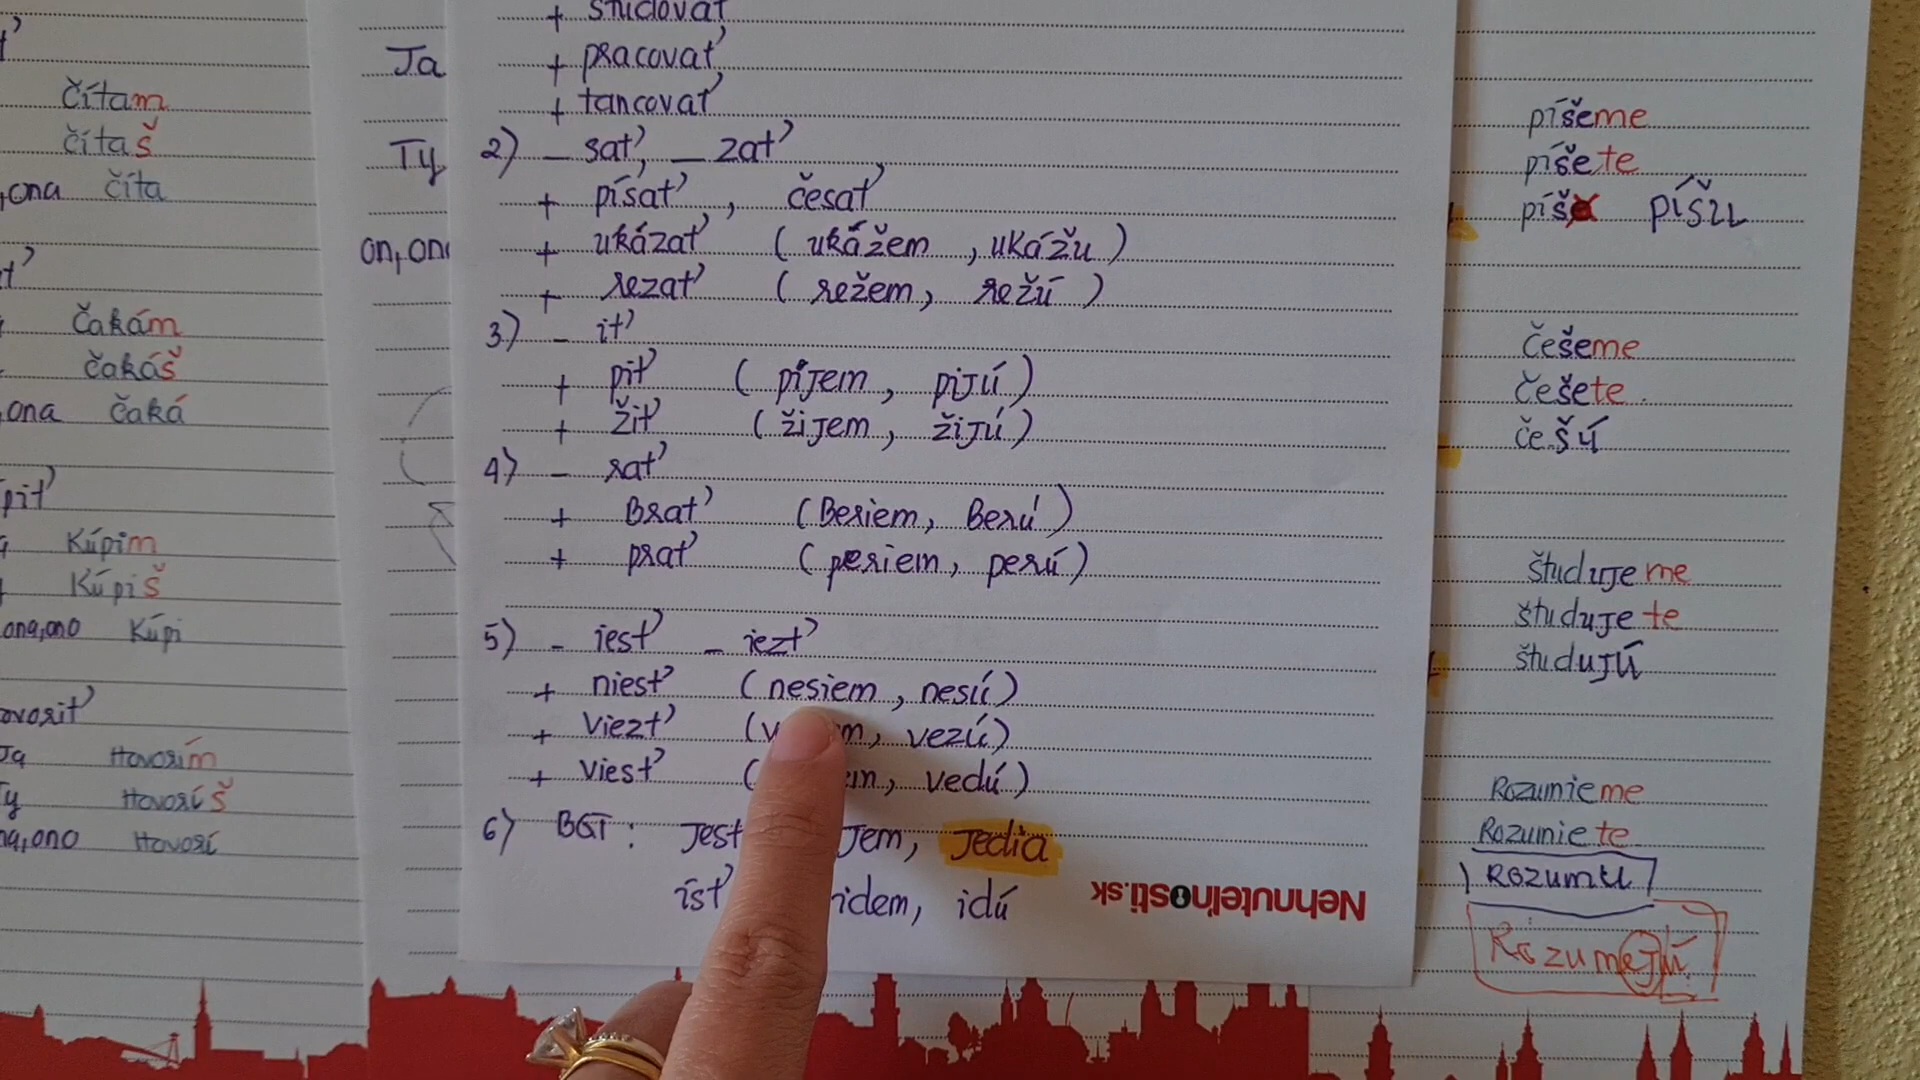 čítam
čítaš
ona číta
čakám
čakáš
ona čaká
Kúpim
Kúpiš
ona,ono Kúpi
Ja Hovorím
Hovoríš
ono Hovorí
Ja
Ty
on,
+ študovať
+ pracovať
+ tancovať
2) - sať, - zať
+ písať, česať
+ ukázať (ukážem, ukážu)
+ rezať (režem, režú)
3) - iť
+ piť (pijem, pijú)
+ žiť (žijem, žijú)
4) - rať
+ Brať (Beriem, Berú)
+ prať (periem, perú)
5) - iesť - iezť
+ niesť (nesiem, nesú)
+ viezť (v m, vezú)
+ viesť ( vedú)
6) BGT: Jesť Jem, Jedia
ísť idem, idú
Nehnuteľnosti.sk
píšeme
píšete
píšu
Češeme
Češete
češú
študujeme
študujete
študujú
Rozumieme
Rozumiete
Rozumu
Rozumejú